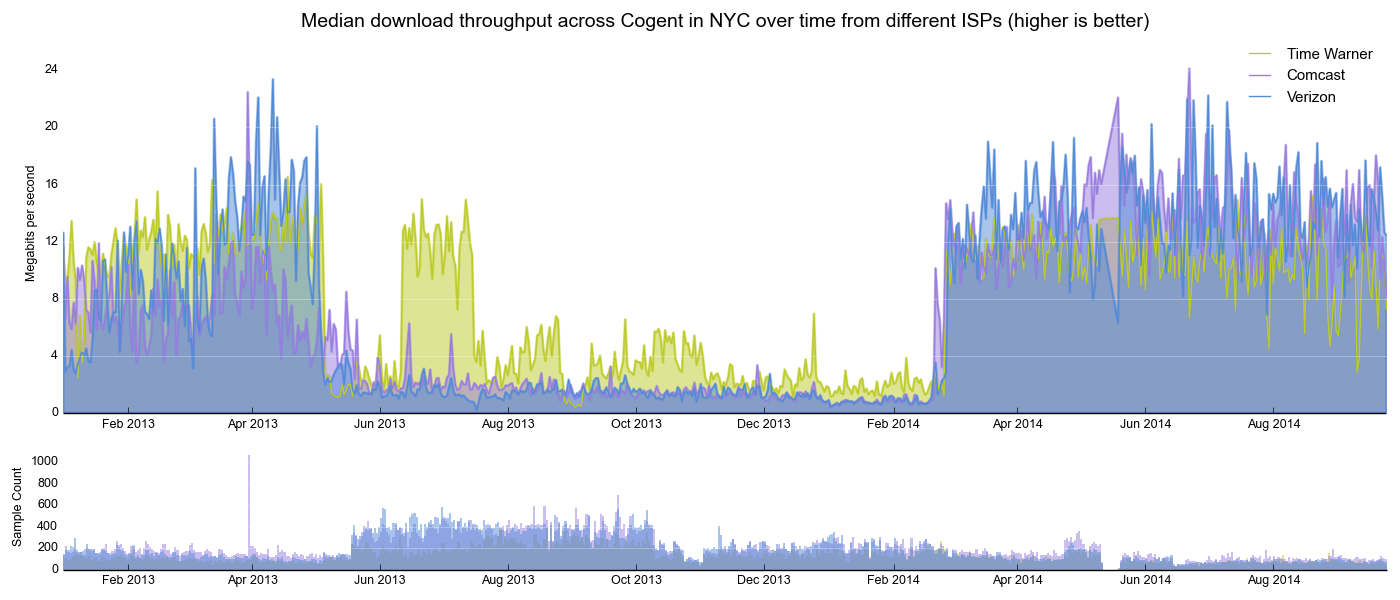 Median download throughput across Cogent in NYC over time from different ISPs (higher is better)
Time Warner
Comcast
Verizon
Megabits per second
24
20
16
12
8
4
0
Feb 2013 Apr 2013 Jun 2013 Aug 2013 Oct 2013 Dec 2013 Feb 2014 Apr 2014 Jun 2014 Aug 2014
Sample Count
1000
800
600
400
200
0
Feb 2013 Apr 2013 Jun 2013 Aug 2013 Oct 2013 Dec 2013 Feb 2014 Apr 2014 Jun 2014 Aug 2014